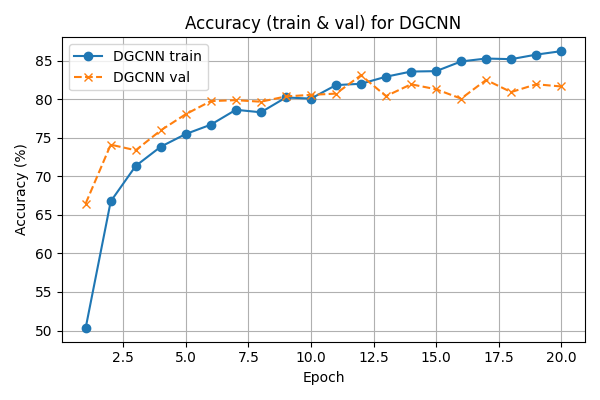 Accuracy (train & val) for DGCNN
DGCNN train
DGCNN val
Accuracy (%)
85
80
75
70
65
60
55
50
2.5 5.0 7.5 10.0 12.5 15.0 17.5 20.0
Epoch